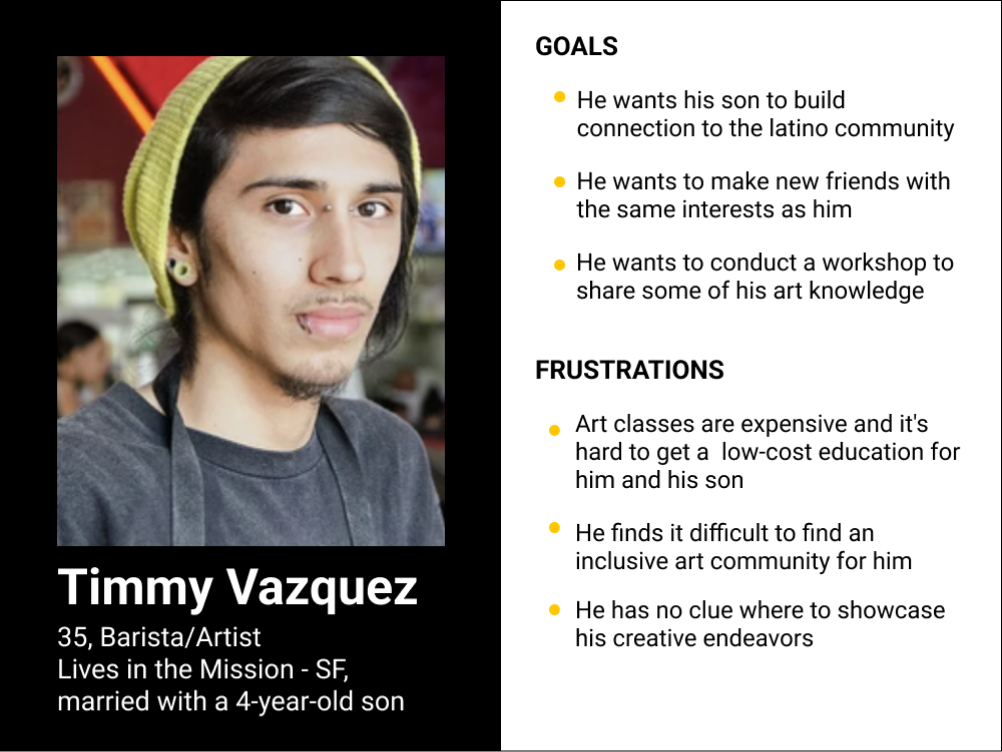 Timmy Vazquez
35, Barista/Artist
Lives in the Mission - SF,
married with a 4-year-old son
GOALS
He wants his son to build
connection to the latino community
He wants to make new friends with
the same interests as him
He wants to conduct a workshop to
share some of his art knowledge
FRUSTRATIONS
Art classes are expensive and it's
hard to get a  low-cost education for
him and his son
He finds it difficult to find an
inclusive art community for him
He has no clue where to showcase
his creative endeavors